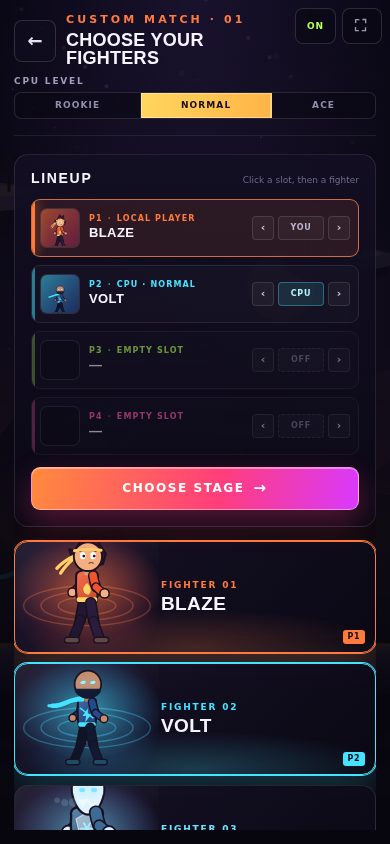 CUSTOM MATCH · 01
←
CHOOSE YOUR
FIGHTERS
ON
CPU LEVEL
ROOKIE
NORMAL
ACE
LINEUP
Click a slot, then a fighter
P1 · LOCAL PLAYER
BLAZE
‹ YOU ›
P2 · CPU · NORMAL
VOLT
‹ CPU ›
P3 · EMPTY SLOT
—
‹ OFF ›
P4 · EMPTY SLOT
—
‹ OFF ›
CHOOSE STAGE →
FIGHTER 01
BLAZE
P1
FIGHTER 02
VOLT
P2
FIGHTER 03